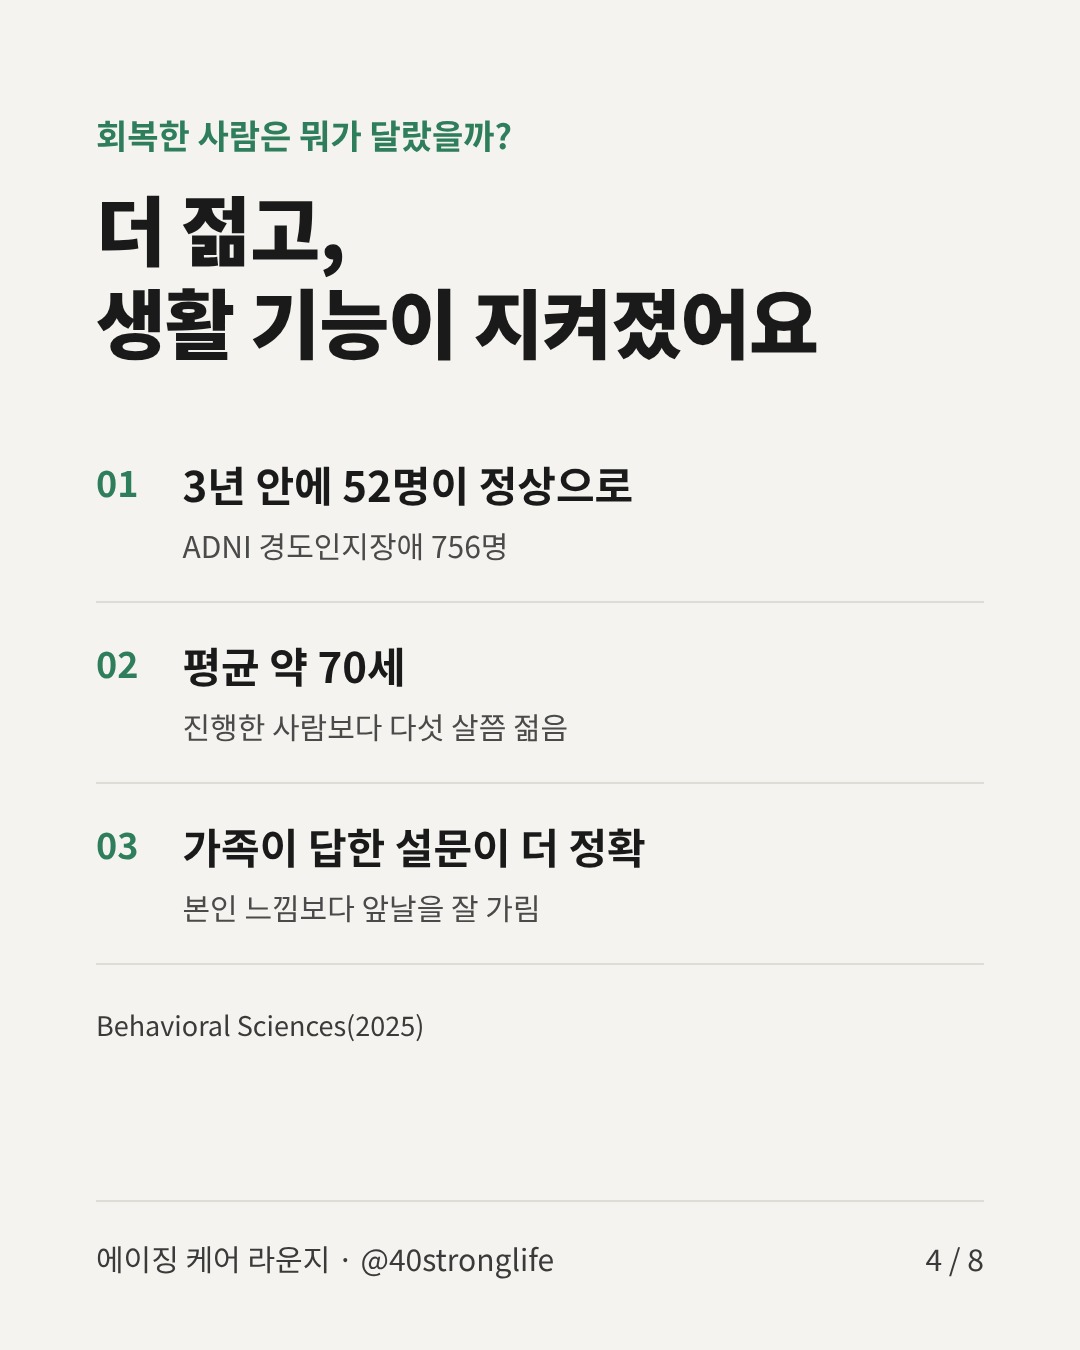 회복한 사람은 뭐가 달랐을까?
더 젊고,
생활 기능이 지켜졌어요
01 3년 안에 52명이 정상으로
ADNI 경도인지장애 756명
02 평균 약 70세
진행한 사람보다 다섯 살쯤 젊음
03 가족이 답한 설문이 더 정확
본인 느낌보다 앞날을 잘 가림
Behavioral Sciences(2025)
에이징 케어 라운지 · @40stronglife 4 / 8